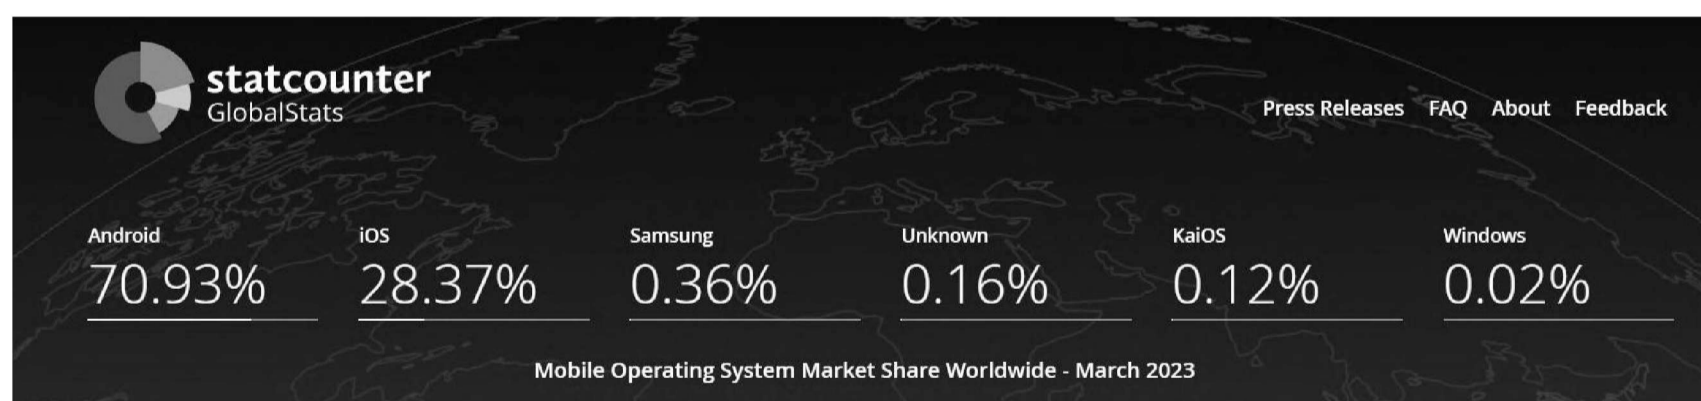 statcounter
GlobalStats
Press Releases FAQ About Feedback
Android iOS Samsung Unknown KaiOS Windows
70.93% 28.37% 0.36% 0.16% 0.12% 0.02%
Mobile Operating System Market Share Worldwide - March 2023